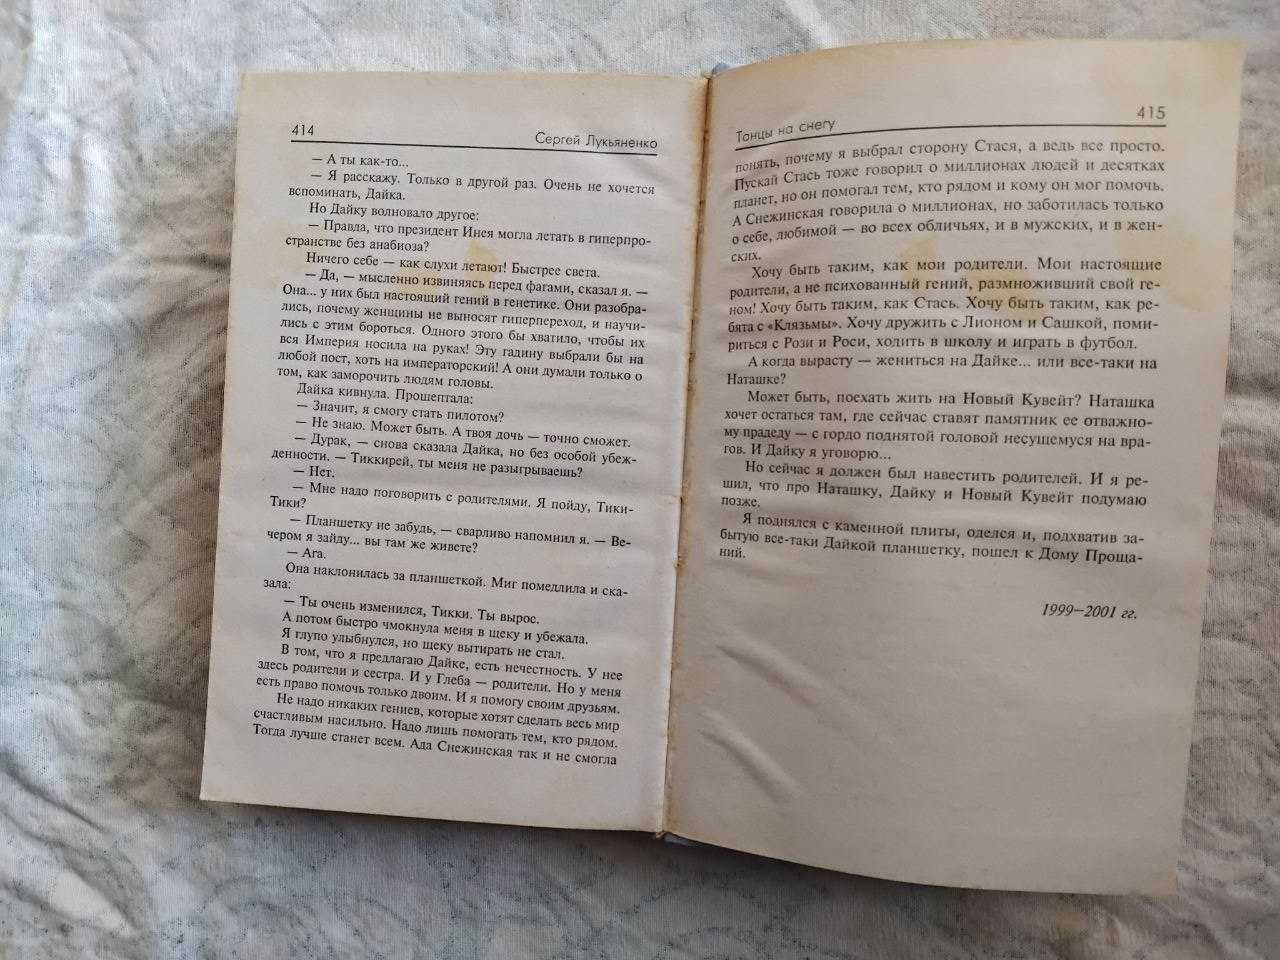 414
Сергей Лукьяненко
— А ты как-то...
— Я расскажу. Только в другой раз. Очень не хочется
вспоминать, Дайка.
Но Дайку волновало другое:
— Правда, что президент Инея могла летать в гиперпро-
странстве без анабиоза?
Ничего себе — как слухи летают! Быстрее света.
— Да, — мысленно извиняясь перед фагами, сказал я. —
Она... у них был настоящий гений в генетике. Они разобра-
лись, почему женщины не выносят гиперпереход, и научи-
лись с этим бороться. Одного этого бы хватило, чтобы их
вся Империя носила на руках! Эту гадину выбрали бы на
любой пост, хоть на императорский! А они думали только о
том, как заморочить людям головы.
Дайка кивнула. Прошептала:
— Значит, я смогу стать пилотом?
— Не знаю. Может быть. А твоя дочь — точно сможет.
— Дурак, — снова сказала Дайка, но без особой убеж-
денности. — Тиккирей, ты меня не разыгрываешь?
— Нет.
— Мне надо поговорить с родителями. Я пойду, Тики-
Тики?
— Планшетку не забудь, — сварливо напомнил я. — Ве-
чером я зайду... вы там же живете?
— Ага.
Она наклонилась за планшеткой. Миг помедлила и ска-
зала:
— Ты очень изменился, Тикки. Ты вырос.
А потом быстро чмокнула меня в щеку и убежала.
Я глупо улыбнулся, но щеку вытирать не стал.
В том, что я предлагаю Дайке, есть нечестность. У нее
здесь родители и сестра. И у Глеба — родители. Но у меня
есть право помочь только двоим. И я помогу своим друзьям.
Не надо никаких гениев, которые хотят сделать весь мир
счастливым насильно. Надо лишь помогать тем, кто рядом.
Тогда лучше станет всем. Ада Снежинская так и не смогла
Танцы на снегу
415
понять, почему я выбрал сторону Стася, а ведь все просто.
Пускай Стась тоже говорил о миллионах людей и десятках
планет, но он помогал тем, кто рядом и кому он мог помочь.
А Снежинская говорила о миллионах, но заботилась только
о себе, любимой — во всех обличьях, и в мужских, и в жен-
ских.
Хочу быть таким, как мои родители. Мои настоящие
родители, а не психованный гений, размноживший свой ге-
ном! Хочу быть таким, как Стась. Хочу быть таким, как ре-
бята с «Клязьмы». Хочу дружить с Лионом и Сашкой, поми-
риться с Рози и Роси, ходить в школу и играть в футбол.
А когда вырасту — жениться на Дайке... или все-таки на
Наташке?
Может быть, поехать жить на Новый Кувейт? Наташка
хочет остаться там, где сейчас ставят памятник ее отважно-
му прадеду — с гордо поднятой головой несущемуся на вра-
гов. И Дайку я уговорю...
Но сейчас я должен был навестить родителей. И я ре-
шил, что про Наташку, Дайку и Новый Кувейт подумаю
позже.
Я поднялся с каменной плиты, оделся и, подхватив за-
бытую все-таки Дайкой планшетку, пошел к Дому Проща-
ний.
1999—2001 гг.